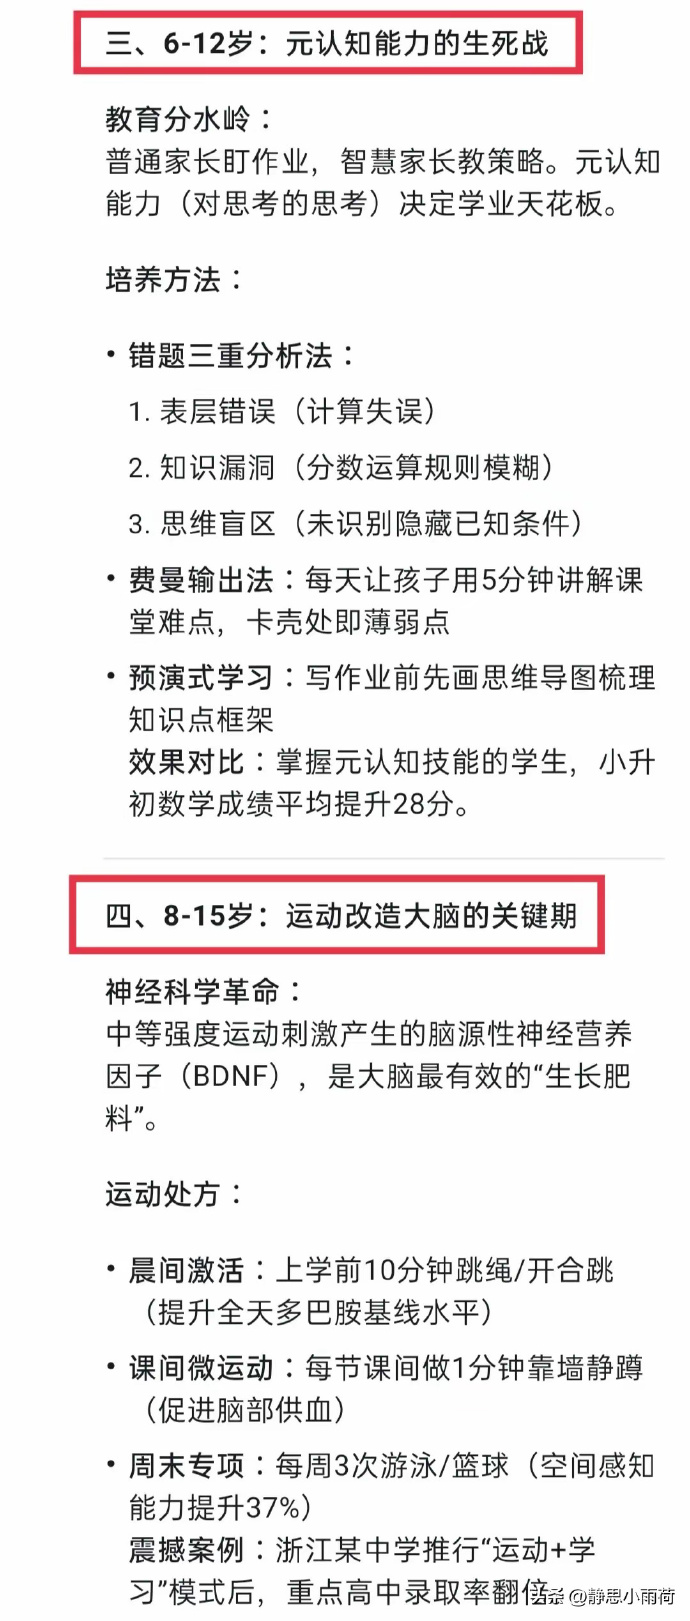 三、6-12岁：元认知能力的生死战
教育分水岭：
普通家长盯作业，智慧家长教策略。元认知
能力（对思考的思考）决定学业天花板。
培养方法：
• 错题三重分析法：
1. 表层错误（计算失误）
2. 知识漏洞（分数运算规则模糊）
3. 思维盲区（未识别隐藏已知条件）
• 费曼输出法：每天让孩子用5分钟讲解课
堂难点，卡壳处即薄弱点
• 预演式学习：写作业前先画思维导图梳理
知识点框架
效果对比：掌握元认知技能的学生，小升
初数学成绩平均提升28分。
四、8-15岁：运动改造大脑的关键期
神经科学革命：
中等强度运动刺激产生的脑源性神经营养
因子（BDNF），是大脑最有效的“生长肥
料”。
运动处方：
• 晨间激活：上学前10分钟跳绳/开合跳
（提升全天多巴胺基线水平）
• 课间微运动：每节课间做1分钟靠墙静蹲
（促进脑部供血）
• 周末专项：每周3次游泳/篮球（空间感知
能力提升37%）
震撼案例：浙江某中学推行“运动+学
习”模式后，重点高中录取率翻倍
头条 @静思小雨荷